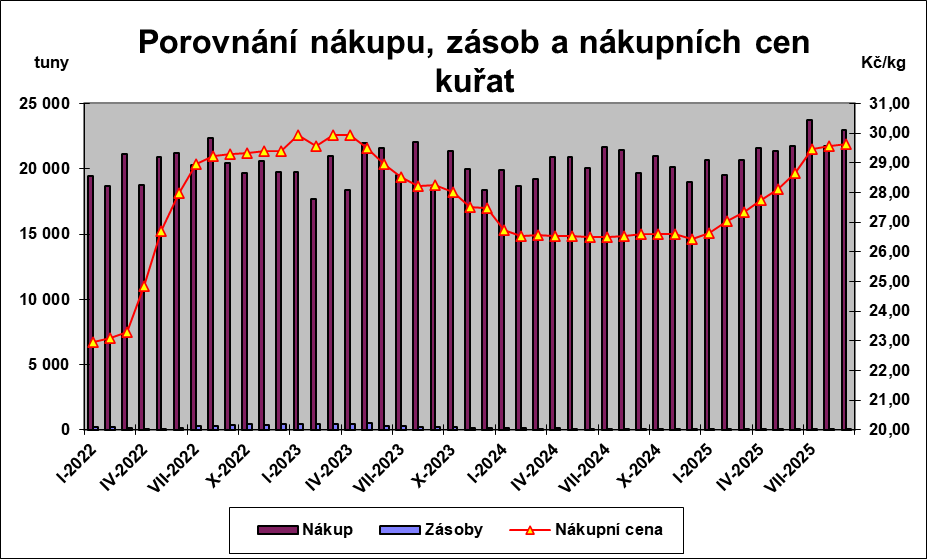 Porovnání nákupu, zásob a nákupních cen
kuřat
tuny
Kč/kg
25 000
20 000
15 000
10 000
5 000
0
31,00
30,00
29,00
28,00
27,00
26,00
25,00
24,00
23,00
22,00
21,00
20,00
I-2022
IV-2022
VII-2022
X-2022
I-2023
IV-2023
VII-2023
X-2023
I-2024
IV-2024
VII-2024
X-2024
I-2025
IV-2025
VII-2025
Nákup
Zásoby
Nákupní cena